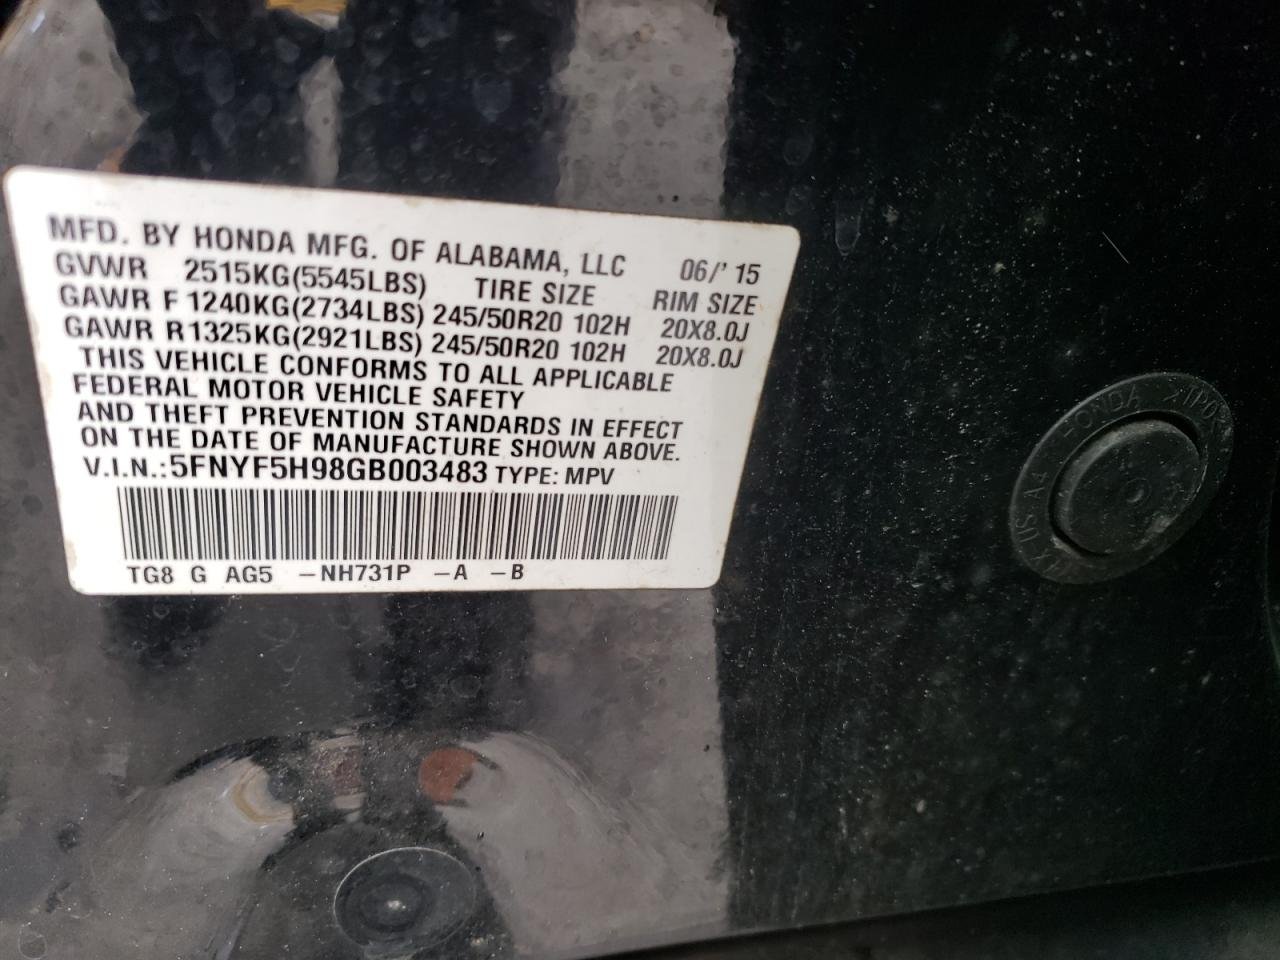 MFD. BY HONDA MFG. OF ALABAMA, LLC 06/'15
GVWR 2515KG(5545LBS) TIRE SIZE RIM SIZE
GAWR F 1240KG(2734LBS) 245/50R20 102H 20X8.0J
GAWR R 1325KG(2921LBS) 245/50R20 102H 20X8.0J
THIS VEHICLE CONFORMS TO ALL APPLICABLE
FEDERAL MOTOR VEHICLE SAFETY
AND THEFT PREVENTION STANDARDS IN EFFECT
ON THE DATE OF MANUFACTURE SHOWN ABOVE.
V.I.N.:5FNYF5H98GB003483 TYPE: MPV
TG8 G AG5 -NH731P -A -B
HONDA